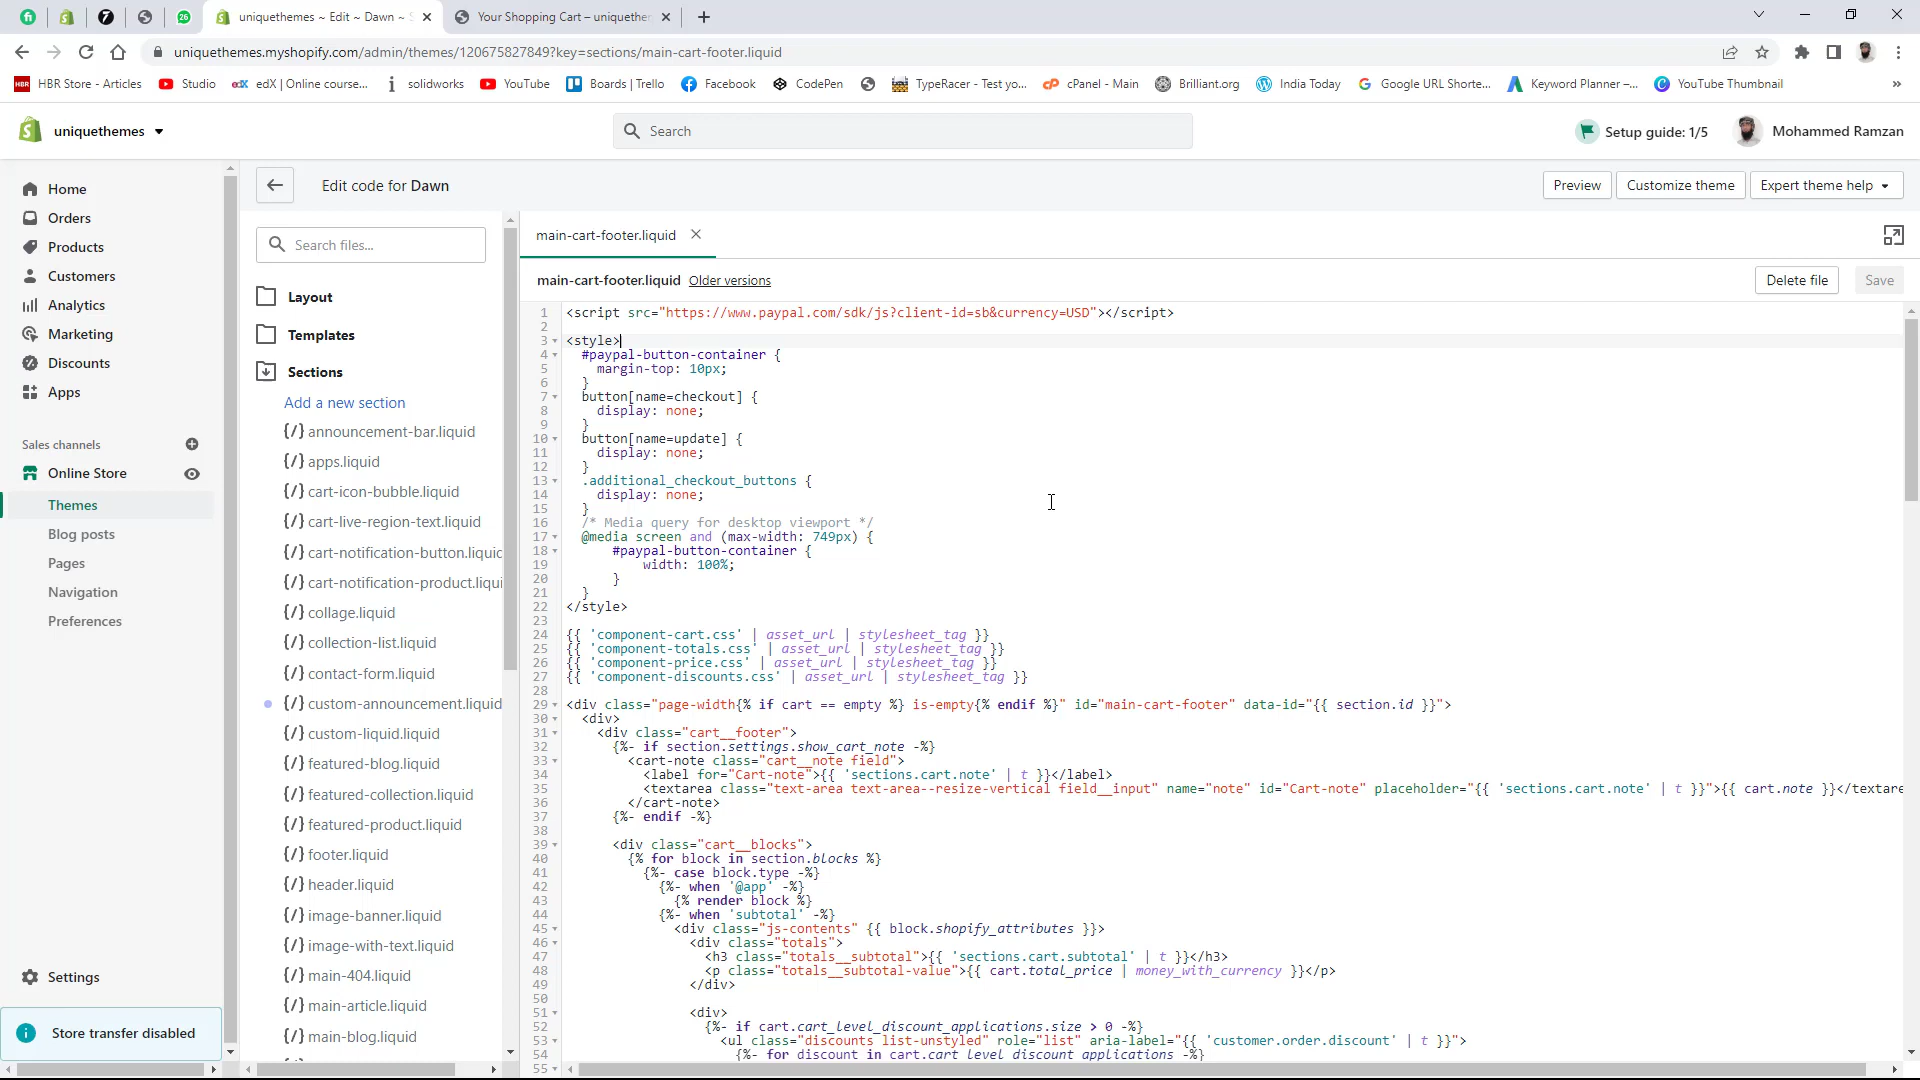 uniquethemes ~ Edit ~ Dawn ~
Your Shopping Cart – uniquether
uniquethemes.myshopify.com/admin/themes/120675827849?key=sections/main-cart-footer.liquid
HBR Store - Articles
Studio
edX | Online course...
solidworks
YouTube
Boards | Trello
Facebook
CodePen
TypeRacer - Test yo...
cPanel - Main
Brilliant.org
India Today
Google URL Shorte...
Keyword Planner –...
YouTube Thumbnail
uniquethemes
Search
Setup guide: 1/5
Mohammed Ramzan
Home
Orders
Products
Customers
Analytics
Marketing
Discounts
Apps
Sales channels
Online Store
Themes
Blog posts
Pages
Navigation
Preferences
Settings
Store transfer disabled
Edit code for Dawn
Preview
Customize theme
Expert theme help
Search files...
Layout
Templates
Sections
Add a new section
{/} announcement-bar.liquid
{/} apps.liquid
{/} cart-icon-bubble.liquid
{/} cart-live-region-text.liquid
{/} cart-notification-button.liquid
{/} cart-notification-product.liqui
{/} collage.liquid
{/} collection-list.liquid
{/} contact-form.liquid
{/} custom-announcement.liquid
{/} custom-liquid.liquid
{/} featured-blog.liquid
{/} featured-collection.liquid
{/} featured-product.liquid
{/} footer.liquid
{/} header.liquid
{/} image-banner.liquid
{/} image-with-text.liquid
{/} main-404.liquid
{/} main-article.liquid
{/} main-blog.liquid
main-cart-footer.liquid
main-cart-footer.liquid Older versions
Delete file
Save
1 <script src="https://www.paypal.com/sdk/js?client-id=sb&currency=USD"></script>
2
3 <style>
4 #paypal-button-container {
5 margin-top: 10px;
6 }
7 button[name=checkout] {
8 display: none;
9 }
10 button[name=update] {
11 display: none;
12 }
13 .additional_checkout_buttons {
14 display: none;
15 }
16 /* Media query for desktop viewport */
17 @media screen and (max-width: 749px) {
18 #paypal-button-container {
19 width: 100%;
20 }
21 }
22 </style>
23
24 {{ 'component-cart.css' | asset_url | stylesheet_tag }}
25 {{ 'component-totals.css' | asset_url | stylesheet_tag }}
26 {{ 'component-price.css' | asset_url | stylesheet_tag }}
27 {{ 'component-discounts.css' | asset_url | stylesheet_tag }}
28
29 <div class="page-width{% if cart == empty %} is-empty{% endif %}" id="main-cart-footer" data-id="{{ section.id }}">
30 <div>
31 <div class="cart__footer">
32 {%- if section.settings.show_cart_note -%}
33 <cart-note class="cart__note field">
34 <label for="Cart-note">{{ 'sections.cart.note' | t }}</label>
35 <textarea class="text-area text-area--resize-vertical field__input" name="note" id="Cart-note" placeholder="{{ 'sections.cart.note' | t }}">{{ cart.note }}</textare
36 </cart-note>
37 {%- endif -%}
38
39 <div class="cart__blocks">
40 {% for block in section.blocks %}
41 {%- case block.type -%}
42 {%- when '@app' -%}
43 {% render block %}
44 {%- when 'subtotal' -%}
45 <div class="js-contents" {{ block.shopify_attributes }}>
46 <div class="totals">
47 <h3 class="totals__subtotal">{{ 'sections.cart.subtotal' | t }}</h3>
48 <p class="totals__subtotal-value">{{ cart.total_price | money_with_currency }}</p>
49 </div>
50
51 <div>
52 {%- if cart.cart_level_discount_applications.size > 0 -%}
53 <ul class="discounts list-unstyled" role="list" aria-label="{{ 'customer.order.discount' | t }}">
54 {%- for discount in cart.cart_level_discount_applications -%}
55